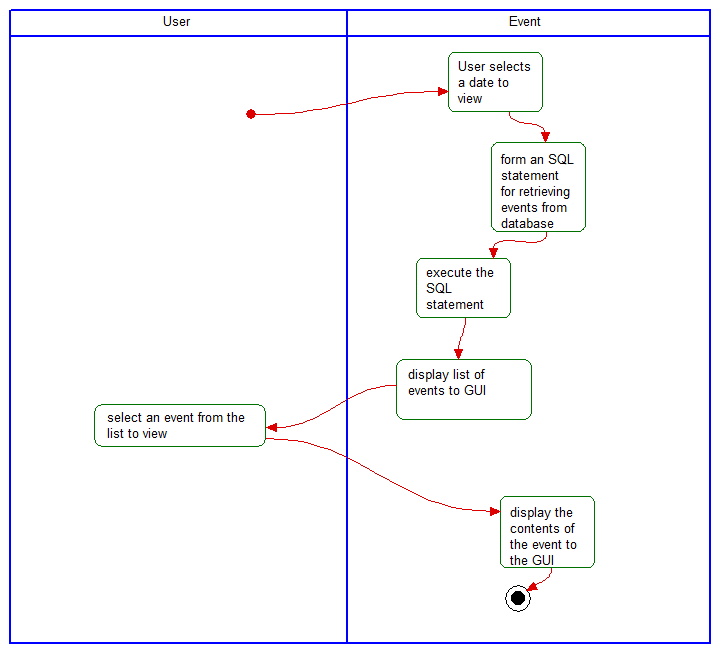 User
Event
User selects
a date to
view
form an SQL
statement
for retrieving
events from
database
execute the
SQL
statement
display list of
events to GUI
select an event from the
list to view
display the
contents of
the event to
the GUI